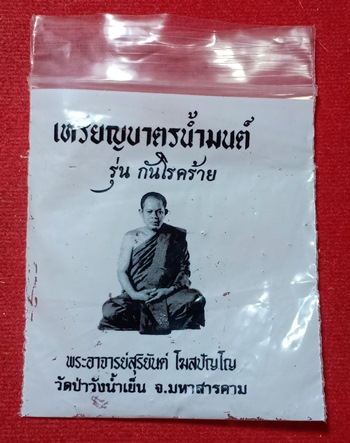 เหรียญบาตรน้ำมนต์
รุ่น กันโรคร้าย
พระอาจารย์สุริยันต์ โฆสปัญโญ
วัดป่าวังน้ำเย็น จ.มหาสารคาม